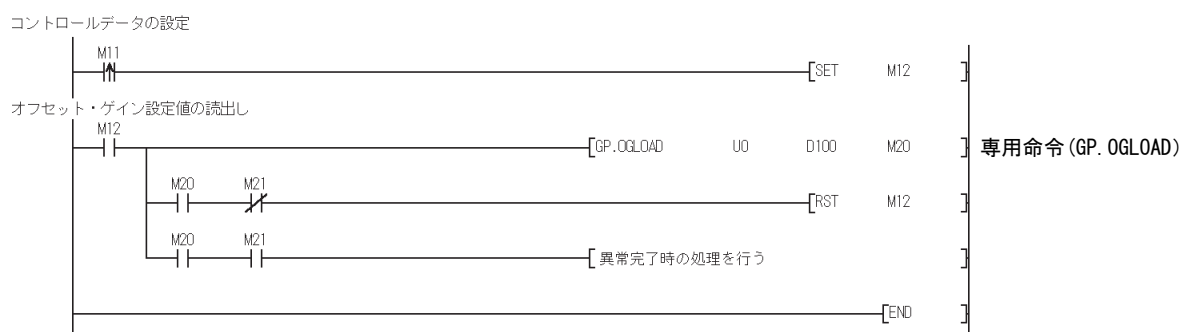 コントロールデータの設定
M11
SET M12
オフセット・ゲイン設定値の読出し
M12
GP.OGLOAD U0 D100 M20 専用命令(GP.OGLOAD)
M20 M21
RST M12
M20 M21
異常完了時の処理を行う
END